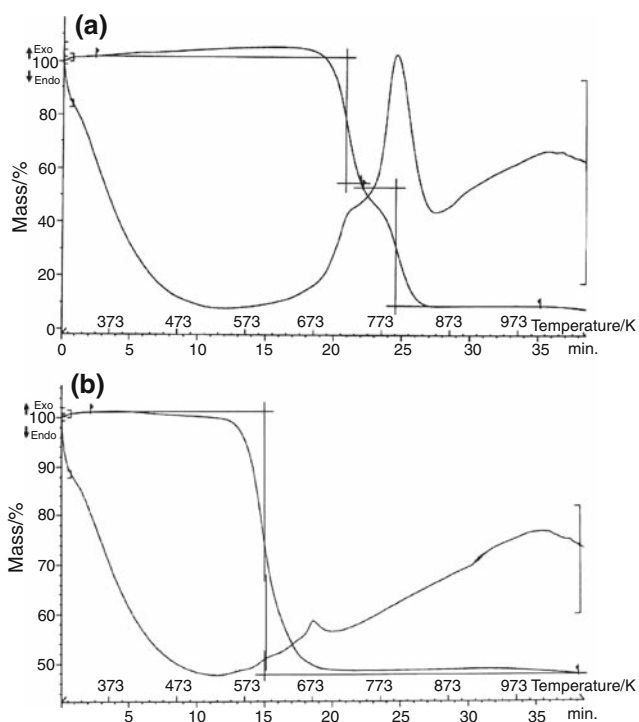 (a)
Exo
100
Endo
80
60
40
20
0
Mass/%
373 473 573 673 773 873 973 Temperature/K
0 5 10 15 20 25 30 35 min.
(b)
Exo
100
Endo
90
80
70
60
50
Mass/%
373 473 573 673 773 873 973 Temperature/K
5 10 15 20 25 30 35 min.